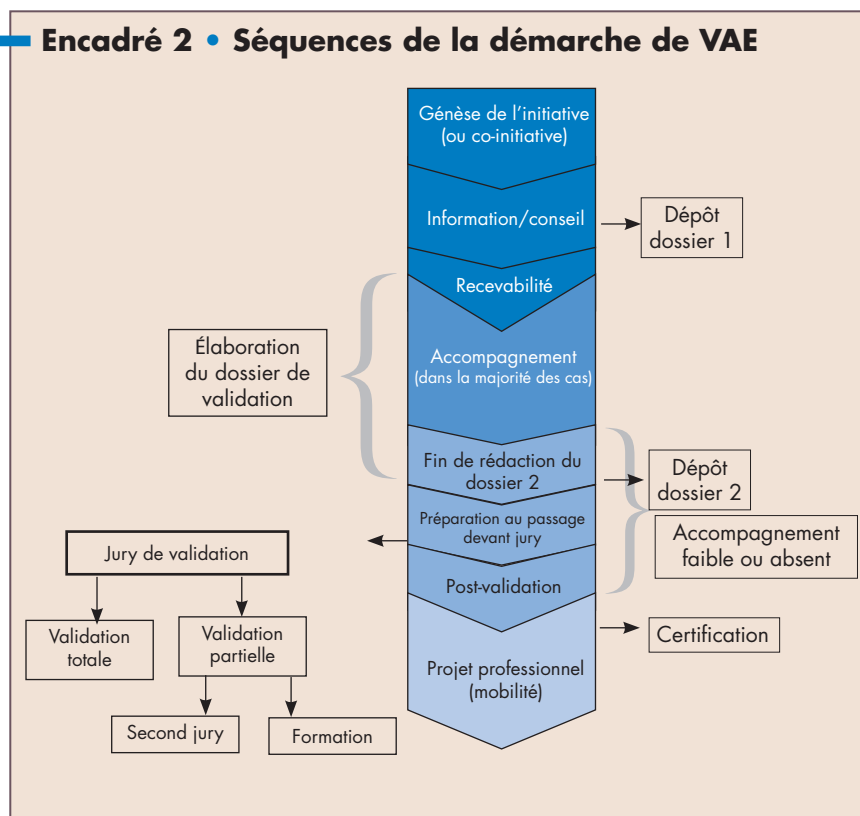 Encadré 2 • Séquences de la démarche de VAE
Génèse de l'initiative
(ou co-initiative)
Information/conseil
Dépôt
dossier 1
Recevabilité
Élaboration
du dossier de
validation
Accompagnement
(dans la majorité des cas)
Fin de rédaction du
dossier 2
Dépôt
dossier 2
Préparation au passage
devant jury
Accompagnement
faible ou absent
Jury de validation
Post-validation
Validation
totale
Validation
partielle
Certification
Projet professionnel
(mobilité)
Second jury
Formation